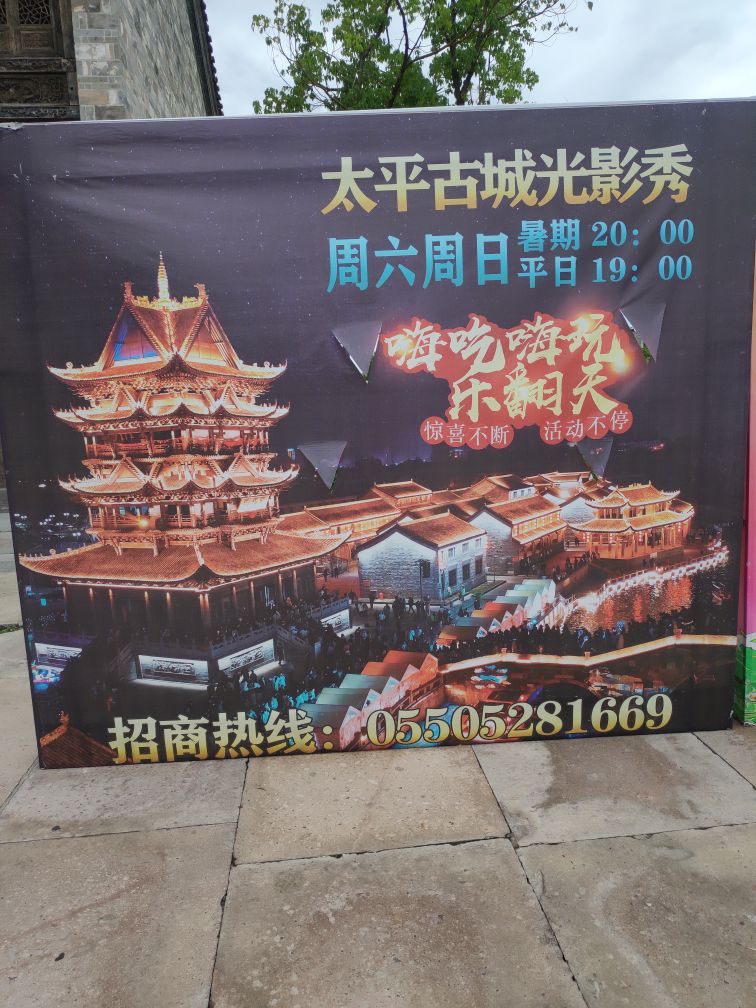 太平古城光影秀
周六周日
暑期 20：00
平日 19：00
嗨吃嗨玩
乐翻天
惊喜不断 活动不停
招商热线：05505281669